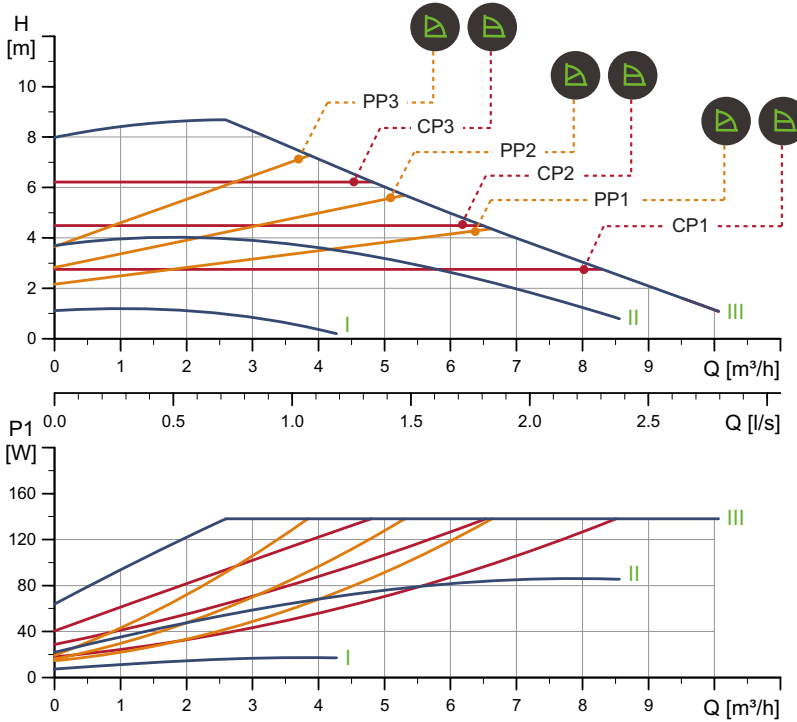 H
[m]
10
8
6
4
2
0
PP3
CP3
PP2
CP2
PP1
CP1
I
II
III
0 1 2 3 4 5 6 7 8 9 Q [m³/h]
0.0 0.5 1.0 1.5 2.0 2.5 Q [l/s]
P1
[W]
160
120
80
40
0
III
II
I
0 1 2 3 4 5 6 7 8 9 Q [m³/h]